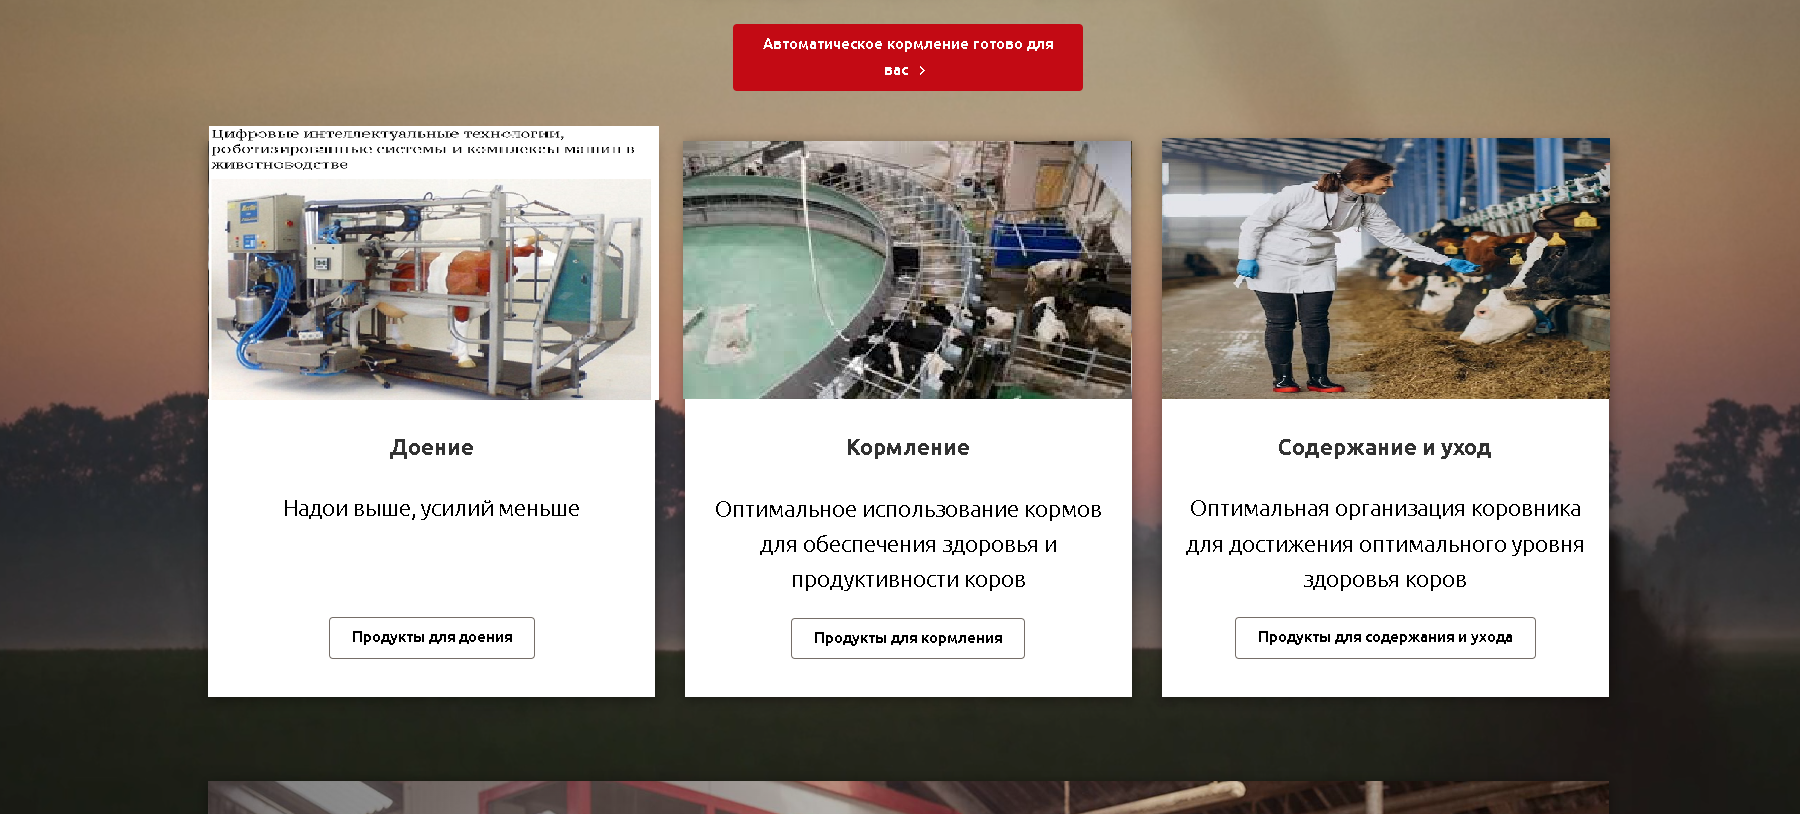 Автоматическое кормление готово для
вас
Цифровые интеллектуальные технологии,
роботизированные системы и комплексы машин в
животноводстве
Доение
Надои выше, усилий меньше
Продукты для доения
Кормление
Оптимальное использование кормов
для обеспечения здоровья и
продуктивности коров
Продукты для кормления
Содержание и уход
Оптимальная организация коровника
для достижения оптимального уровня
здоровья коров
Продукты для содержания и ухода